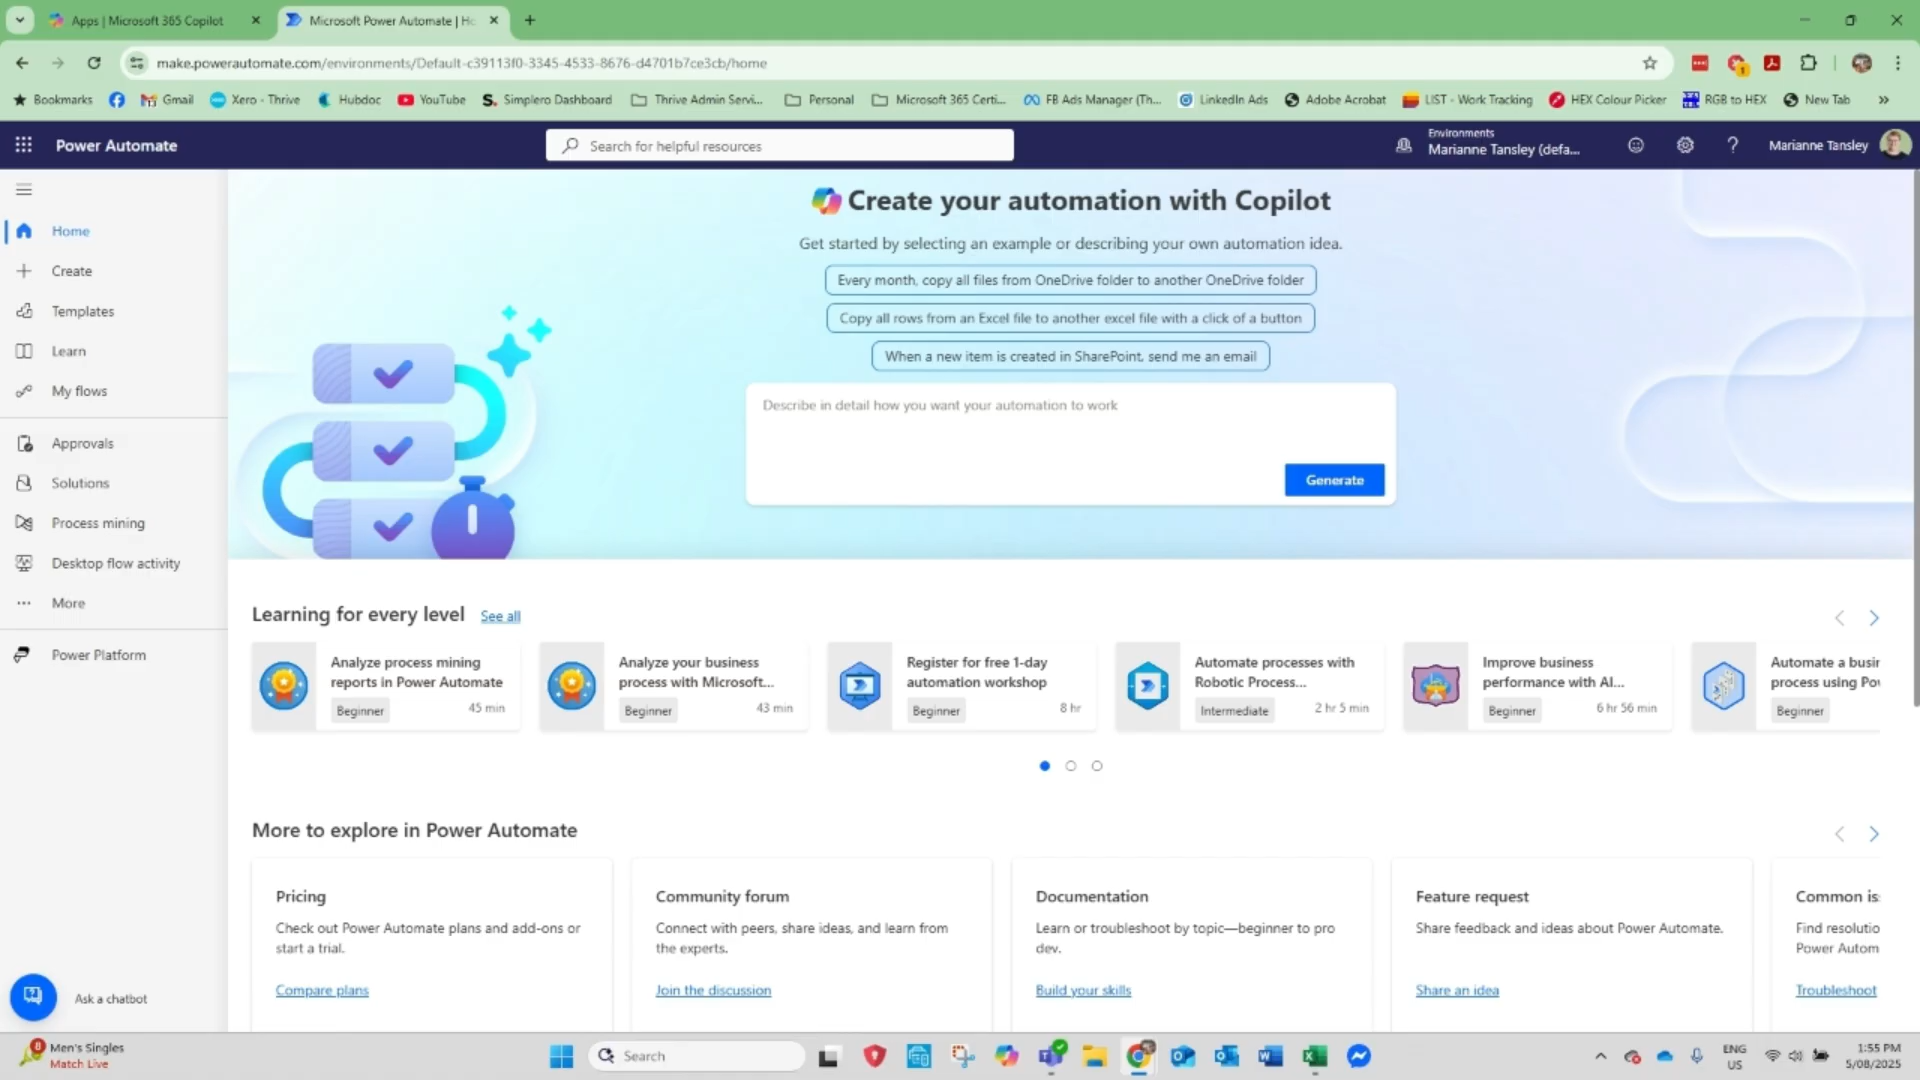 Apps | Microsoft 365 Copilot
Microsoft Power Automate | Ho
make.powerautomate.com/environments/Default-c39113f0-3345-4533-8676-d4701b7ce3cb/home
Bookmarks
Gmail
Xero - Thrive
Hubdoc
YouTube
Simplero Dashboard
Thrive Admin Servi...
Personal
Microsoft 365 Certi...
FB Ads Manager (Th...
LinkedIn Ads
Adobe Acrobat
LIST - Work Tracking
HEX Colour Picker
RGB to HEX
New Tab
Power Automate
Search for helpful resources
Environments
Marianne Tansley (defa...
Marianne Tansley
Home
Create
Templates
Learn
My flows
Approvals
Solutions
Process mining
Desktop flow activity
More
Power Platform
Ask a chatbot
Create your automation with Copilot
Get started by selecting an example or describing your own automation idea.
Every month, copy all files from OneDrive folder to another OneDrive folder
Copy all rows from an Excel file to another excel file with a click of a button
When a new item is created in SharePoint, send me an email
Describe in detail how you want your automation to work
Generate
Learning for every level See all
Analyze process mining
reports in Power Automate
Beginner 45 min
Analyze your business
process with Microsoft...
Beginner 43 min
Register for free 1-day
automation workshop
Beginner 8 hr
Automate processes with
Robotic Process...
Intermediate 2 hr 5 min
Improve business
performance with AI...
Beginner 6 hr 56 min
Automate a busin
process using Pov
Beginner
More to explore in Power Automate
Pricing
Check out Power Automate plans and add-ons or
start a trial.
Compare plans
Community forum
Connect with peers, share ideas, and learn from
the experts.
Join the discussion
Documentation
Learn or troubleshoot by topic—beginner to pro
dev.
Build your skills
Feature request
Share feedback and ideas about Power Automate.
Share an idea
Common is
Find resolutio
Power Autom
Troubleshoot
8
Men's Singles
Match Live
Search
ENG
US
1:55 PM
5/08/2025